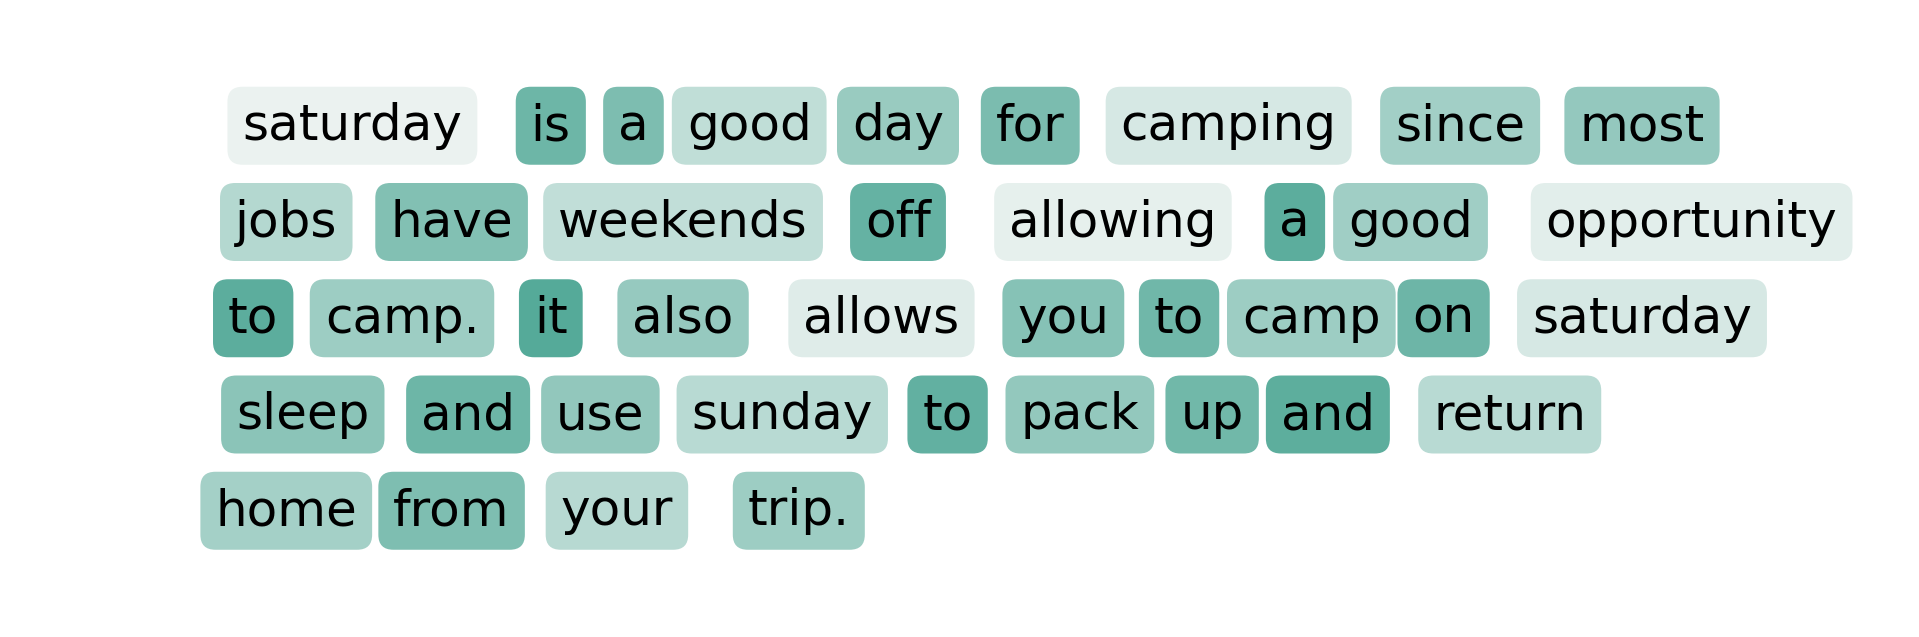 saturday is a good day for camping since most
jobs have weekends off allowing a good opportunity
to camp. it also allows you to camp on saturday
sleep and use sunday to pack up and return
home from your trip.